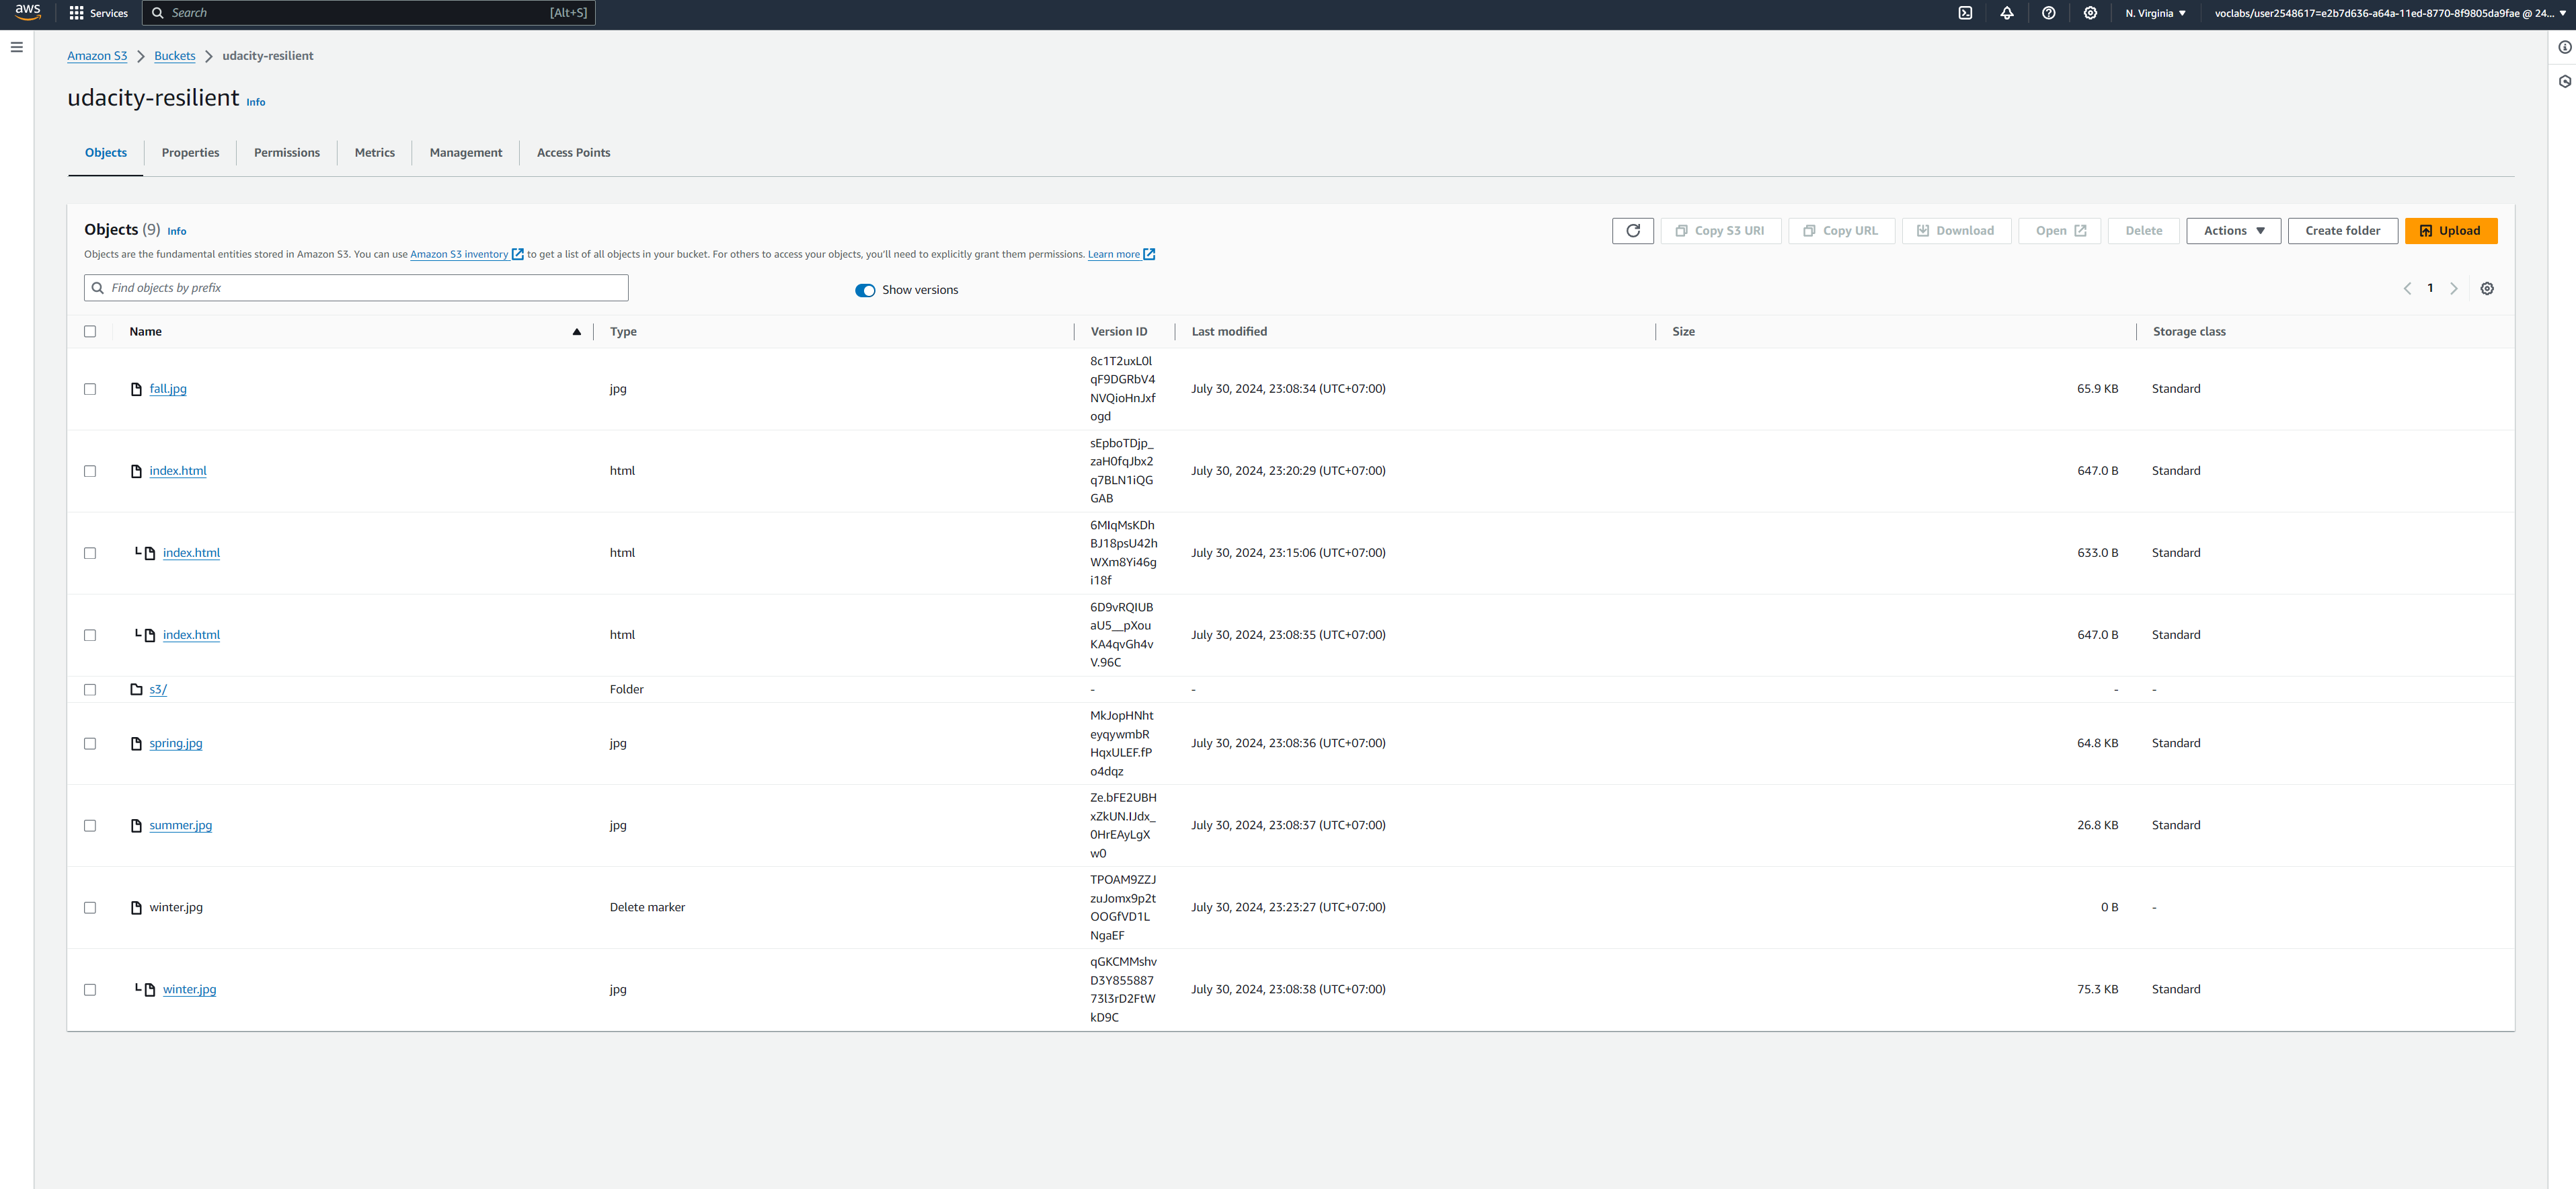 aws
Services
Search [Alt+S]
N. Virginia
voclabs/user2548617=e2b7d636-a64a-11ed-8770-8f9805da9fae @ 24...
Amazon S3 > Buckets > udacity-resilient
udacity-resilient Info
Objects Properties Permissions Metrics Management Access Points
Objects (9) Info
Copy S3 URI Copy URL Download Open Delete Actions Create folder Upload
Objects are the fundamental entities stored in Amazon S3. You can use Amazon S3 inventory to get a list of all objects in your bucket. For others to access your objects, you'll need to explicitly grant them permissions. Learn more
Find objects by prefix
Show versions
1
Name Type Version ID Last modified Size Storage class
8c1T2uxL0l
qF9DGRbV4
NVQioHnJxf
ogd
fall.jpg jpg July 30, 2024, 23:08:34 (UTC+07:00) 65.9 KB Standard
sEpboTDjp_
zaH0fqJbx2
q7BLN1iQG
GAB
index.html html July 30, 2024, 23:20:29 (UTC+07:00) 647.0 B Standard
6MIqMsKDh
BJ18psU42h
WXm8Yi46g
i18f
index.html html July 30, 2024, 23:15:06 (UTC+07:00) 633.0 B Standard
6D9vRQIUB
aU5__pXou
KA4qvGh4v
V.96C
index.html html July 30, 2024, 23:08:35 (UTC+07:00) 647.0 B Standard
s3/ Folder - - - -
MkJopHNht
eyqywmbR
HqxULEF.fP
o4dqz
spring.jpg jpg July 30, 2024, 23:08:36 (UTC+07:00) 64.8 KB Standard
Ze.bFE2UBH
xZkUN.IJdx_
0HrEAyLgX
w0
summer.jpg jpg July 30, 2024, 23:08:37 (UTC+07:00) 26.8 KB Standard
TPOAM9ZZJ
zuJomx9p2t
OOGfVD1L
NgaEF
winter.jpg Delete marker July 30, 2024, 23:23:27 (UTC+07:00) 0 B -
qGKCMMshv
D3Y855887
73l3rD2FtW
kD9C
winter.jpg jpg July 30, 2024, 23:08:38 (UTC+07:00) 75.3 KB Standard